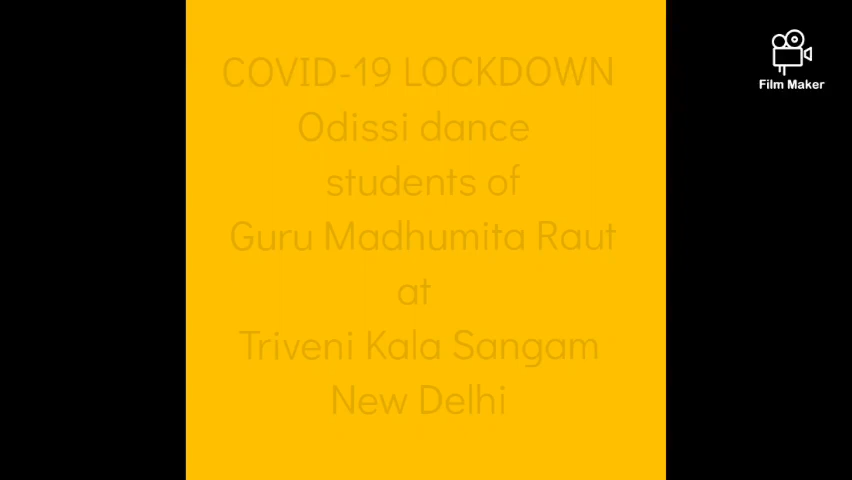 COVID-19 LOCKDOWN
Odissi dance
students of
Guru Madhumita Raut
at
Triveni Kala Sangam
New Delhi
Film Maker